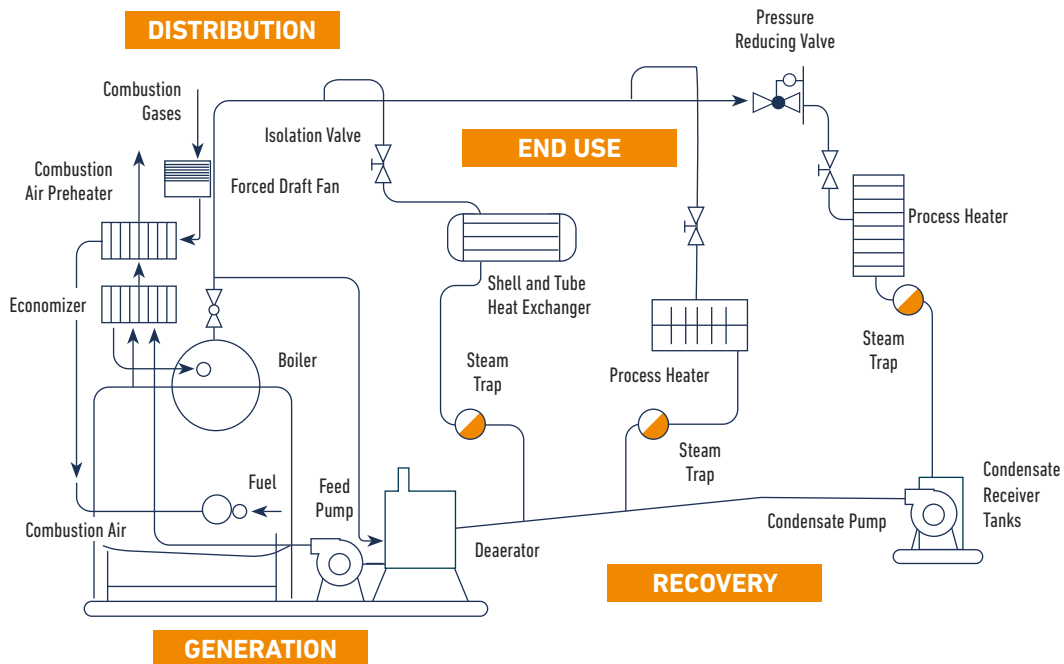 DISTRIBUTION
Pressure
Reducing Valve
Combustion
Gases
Isolation Valve
END USE
Combustion
Air Preheater
Forced Draft Fan
Process Heater
Shell and Tube
Heat Exchanger
Economizer
Steam
Trap
Boiler
Steam
Trap
Process Heater
Steam
Trap
Fuel
Feed
Pump
Condensate
Receiver
Tanks
Combustion Air
Condensate Pump
Deaerator
RECOVERY
GENERATION